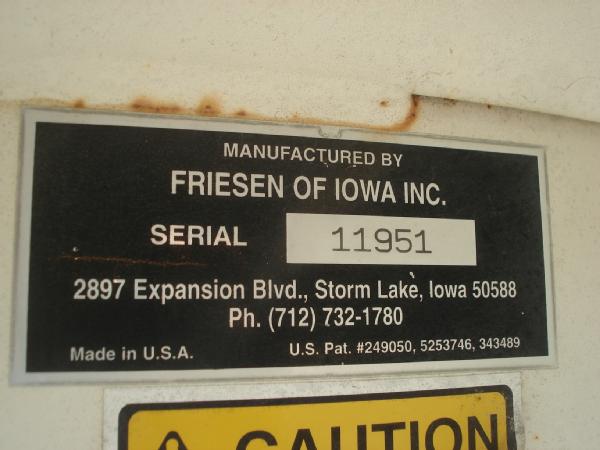 MANUFACTURED BY
FRIESEN OF IOWA INC.
SERIAL 11951
2897 Expansion Blvd., Storm Lake, Iowa 50588
Ph. (712) 732-1780
Made in U.S.A. U.S. Pat. #249050, 5253746, 343489
CAUTION